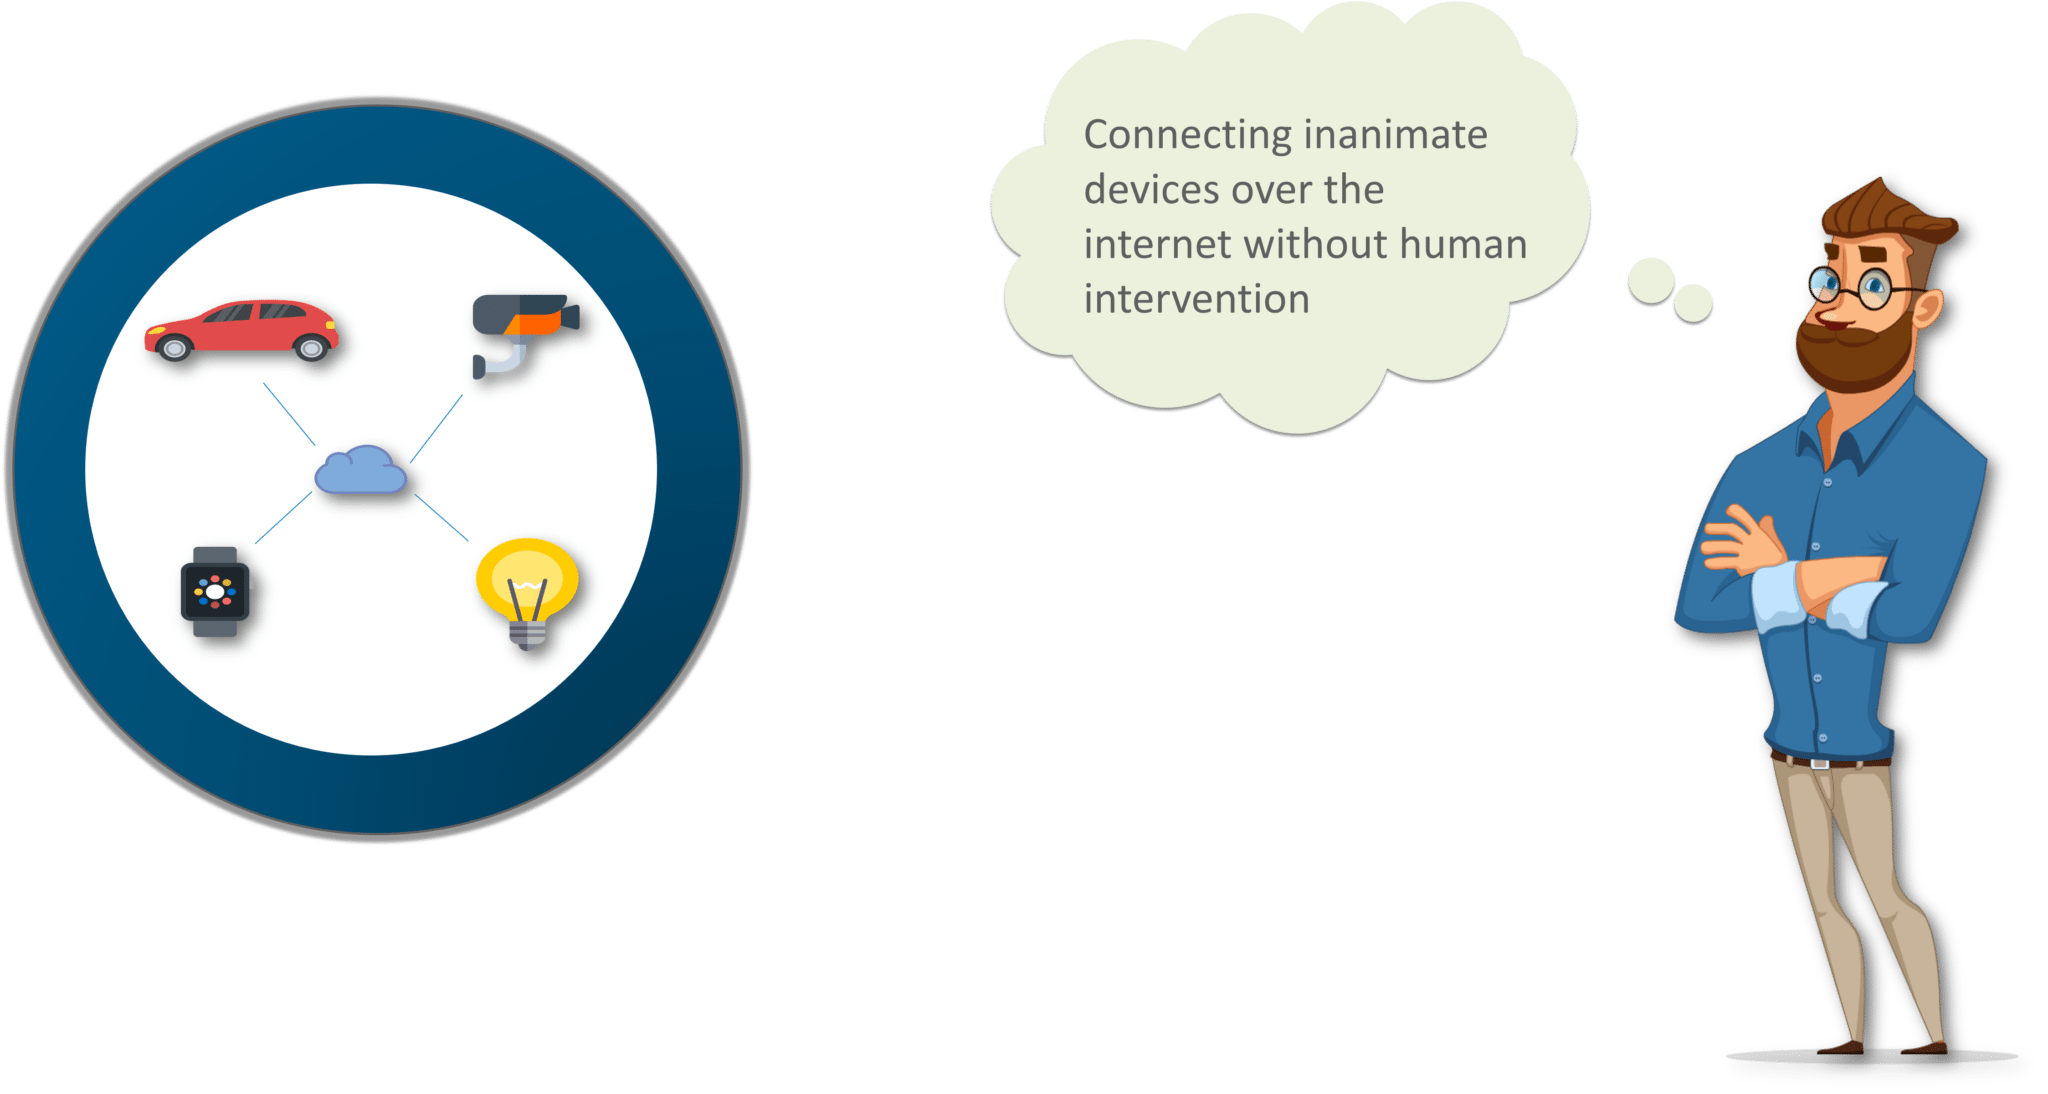 Connecting inanimate
devices over the
internet without human
intervention